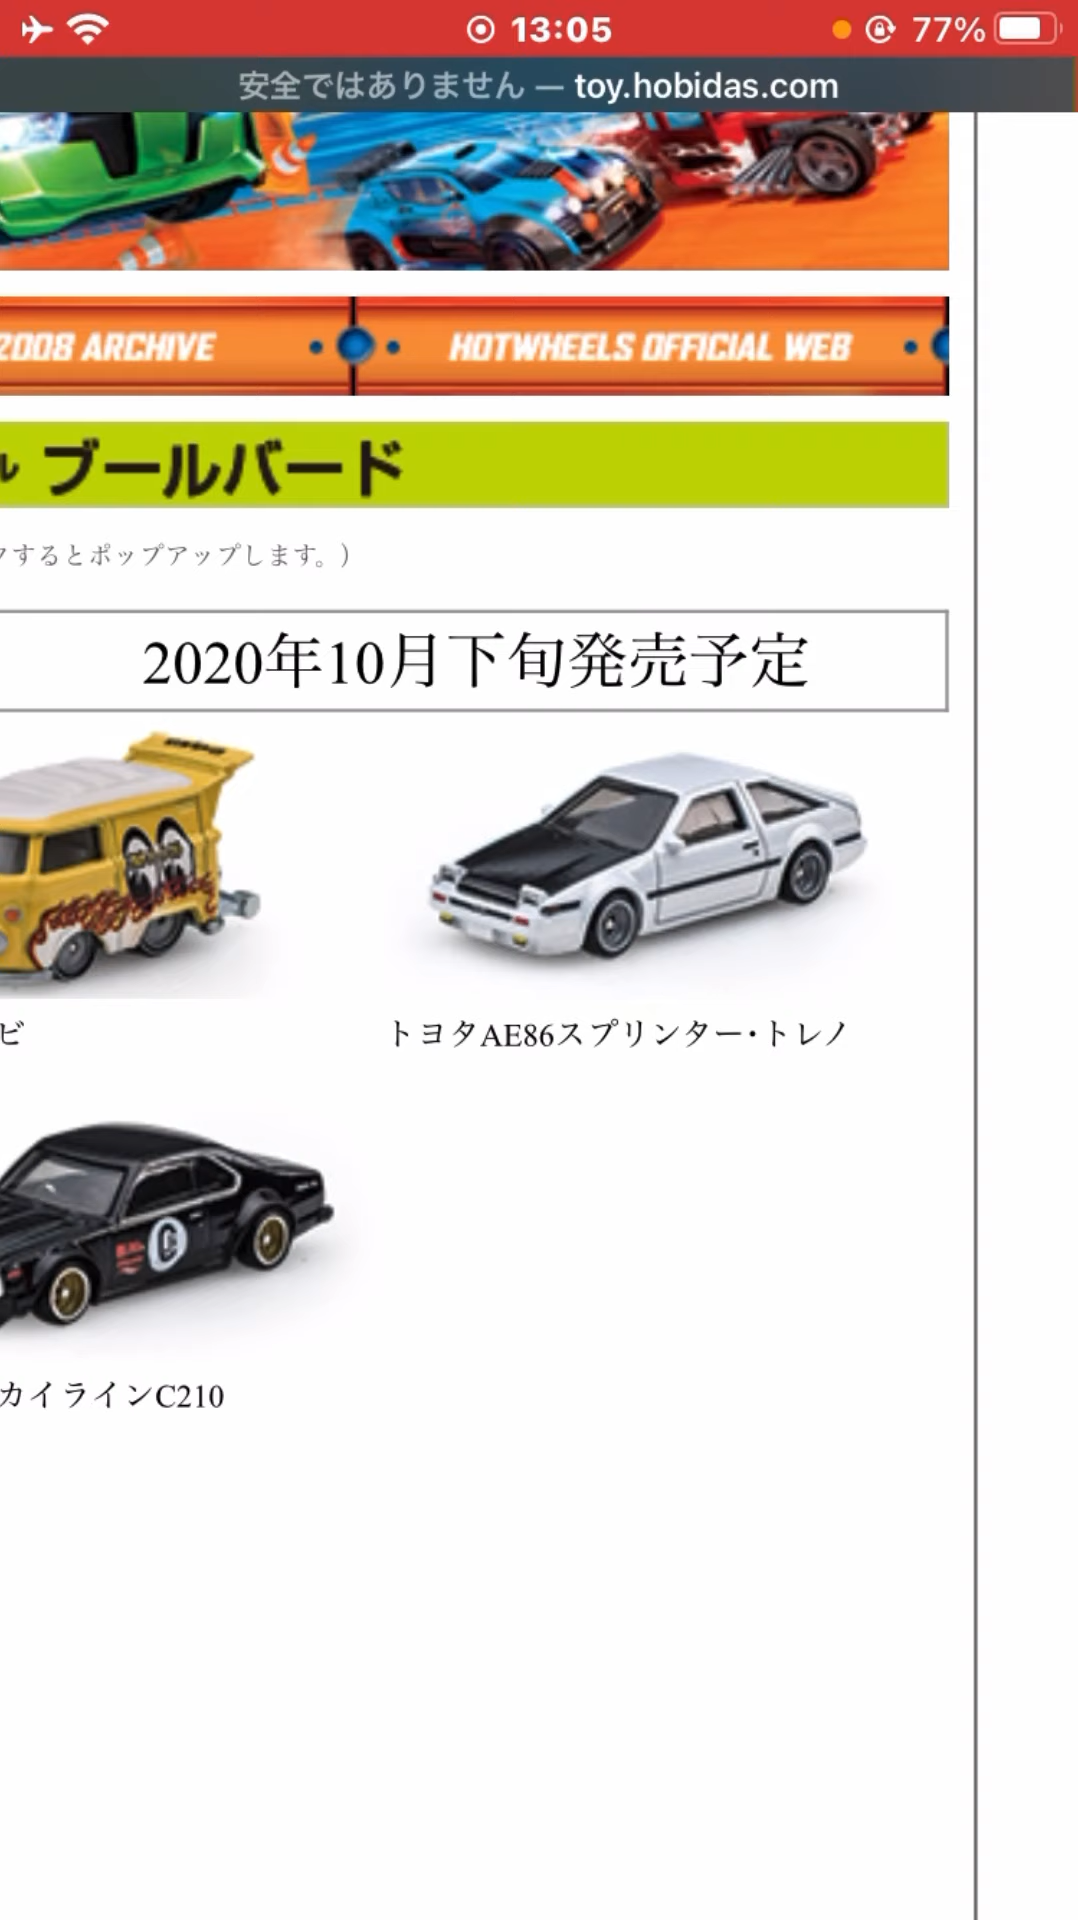 13:05
77%
安全ではありません — toy.hobidas.com
2008 ARCHIVE
HOTWHEELS OFFICIAL WEB
ル ブールバード
クするとポップアップします。）
2020年10月下旬発売予定
ビ
トヨタAE86スプリンター・トレノ
カイラインC210